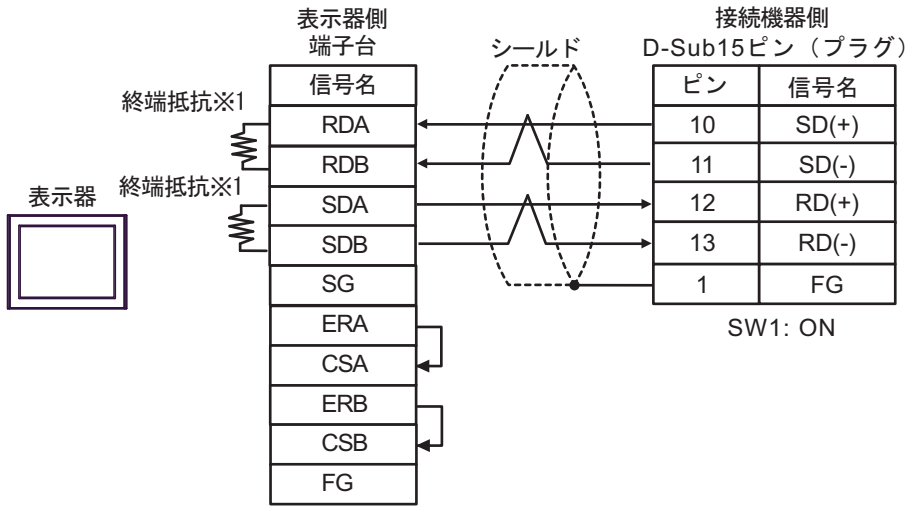 表示器側
端子台
シールド
接続機器側
D-Sub15ピン（プラグ）
信号名
ピン
信号名
終端抵抗※1
RDA
10
SD(+)
RDB
11
SD(-)
終端抵抗※1
表示器
SDA
12
RD(+)
SDB
13
RD(-)
SG
1
FG
ERA
SW1: ON
CSA
ERB
CSB
FG